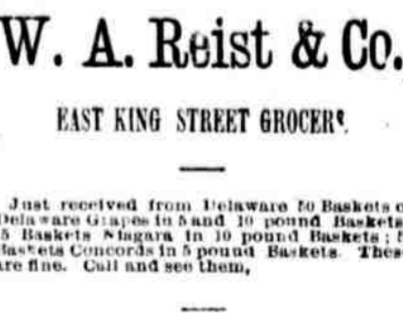 W. A. Reist & Co.
EAST KING STREET GROCERS.
Just received from Delaware 50 Baskets
Delaware Grapes in 5 and 10 pound Baskets
5 Baskets Niagara in 10 pound Baskets;
Baskets Concords in 5 pound Baskets. These
are fine. Call and see them,